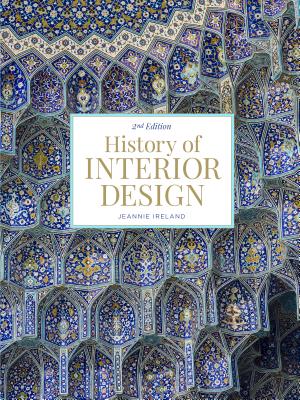 2nd Edition
History of
INTERIOR
DESIGN
JEANNIE IRELAND